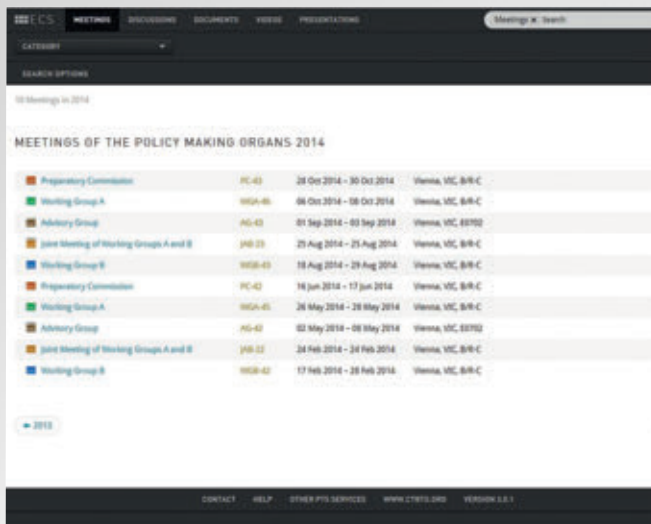 ECS MEETINGS DISCUSSIONS DOCUMENTS VIDEOS PRESENTATIONS Meetings x Search
CATEGORY
SEARCH OPTIONS
10 Meetings in 2014
MEETINGS OF THE POLICY MAKING ORGANS 2014
Preparatory Commission PC-43 28 Oct 2014 – 30 Oct 2014 Vienna, VIC, B/R-C
Working Group A WGA-46 06 Oct 2014 – 08 Oct 2014 Vienna, VIC, B/R-C
Advisory Group AG-43 01 Sep 2014 – 03 Sep 2014 Vienna, VIC, E0702
Joint Meeting of Working Groups A and B JAB-23 25 Aug 2014 – 25 Aug 2014 Vienna, VIC, B/R-C
Working Group B WGB-43 18 Aug 2014 – 29 Aug 2014 Vienna, VIC, B/R-C
Preparatory Commission PC-42 16 Jun 2014 – 17 Jun 2014 Vienna, VIC, B/R-C
Working Group A WGA-45 26 May 2014 – 28 May 2014 Vienna, VIC, B/R-C
Advisory Group AG-42 02 May 2014 – 08 May 2014 Vienna, VIC, E0702
Joint Meeting of Working Groups A and B JAB-22 24 Feb 2014 – 24 Feb 2014 Vienna, VIC, B/R-C
Working Group B WGB-42 17 Feb 2014 – 28 Feb 2014 Vienna, VIC, B/R-C
2013
CONTACT HELP OTHER PTS SERVICES WWW.CTBTO.ORG VERSION 3.0.1